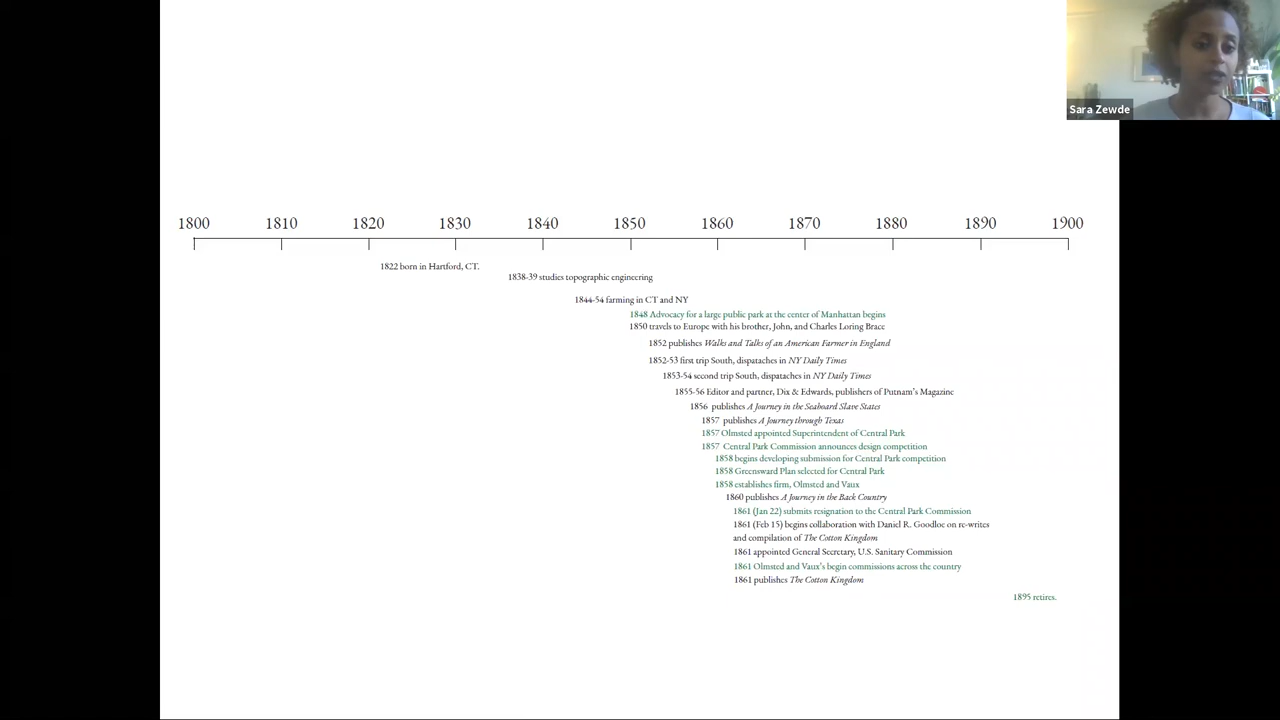 Sara Zewde
1800 1810 1820 1830 1840 1850 1860 1870 1880 1890 1900
1822 born in Hartford, CT.
1838-39 studies topographic engineering
1844-54 farming in CT and NY
1848 Advocacy for a large public park at the center of Manhattan begins
1850 travels to Europe with his brother, John, and Charles Loring Brace
1852 publishes Walks and Talks of an American Farmer in England
1852-53 first trip South, dispataches in NY Daily Times
1853-54 second trip South, dispataches in NY Daily Times
1855-56 Editor and partner, Dix & Edwards, publishers of Putnam's Magazine
1856 publishes A Journey in the Seaboard Slave States
1857 publishes A Journey through Texas
1857 Olmsted appointed Superintendent of Central Park
1857 Central Park Commission announces design competition
1858 begins developing submission for Central Park competition
1858 Greensward Plan selected for Central Park
1858 establishes firm, Olmsted and Vaux
1860 publishes A Journey in the Back Country
1861 (Jan 22) submits resignation to the Central Park Commission
1861 (Feb 15) begins collaboration with Daniel R. Goodloe on re-writes
and compilation of The Cotton Kingdom
1861 appointed General Secretary, U.S. Sanitary Commission
1861 Olmsted and Vaux's begin commissions across the country
1861 publishes The Cotton Kingdom
1895 retires.